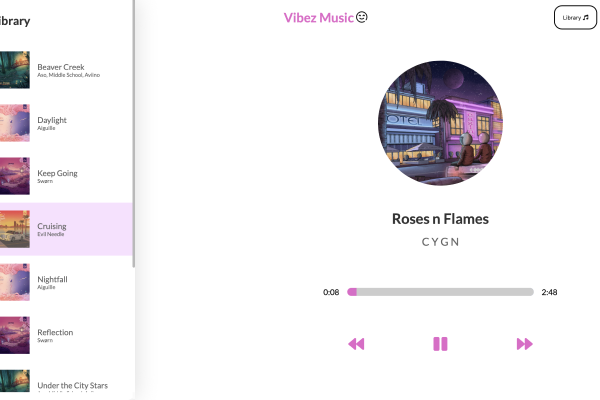 Vibez Music
Library
ibrary
Beaver Creek
Aso, Middle School, Aviino
Daylight
Aiguille
Keep Going
Swørn
Cruising
Evil Needle
Nightfall
Aiguille
Reflection
Swørn
Under the City Stars
OTEL
Roses n Flames
CYGN
0:08
2:48